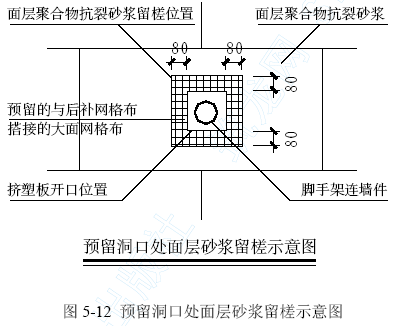 面层聚合物抗裂砂浆留槎位置
面层聚合物抗裂砂浆
80
80
80
80
预留的与后补网格布
搭接的大面网格布
挤塑板开口位置
脚手架连墙件
预留洞口处面层砂浆留槎示意图
图 5-12 预留洞口处面层砂浆留槎示意图